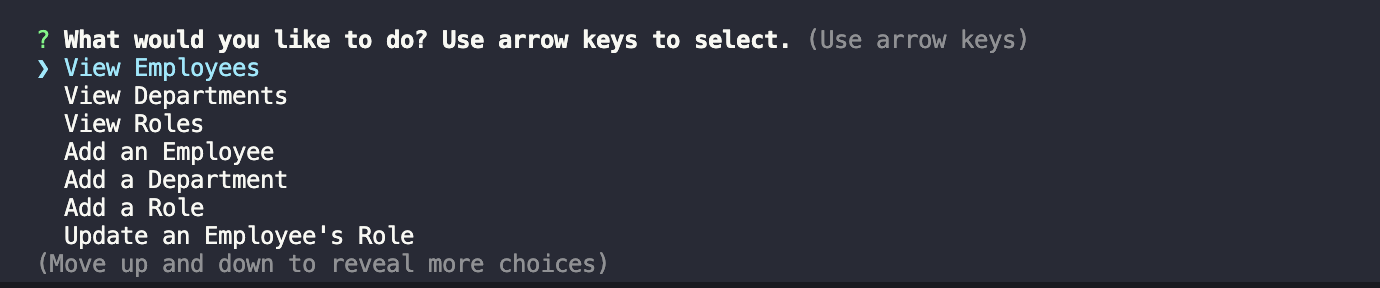 ? What would you like to do? Use arrow keys to select. (Use arrow keys)
❯ View Employees
View Departments
View Roles
Add an Employee
Add a Department
Add a Role
Update an Employee's Role
(Move up and down to reveal more choices)